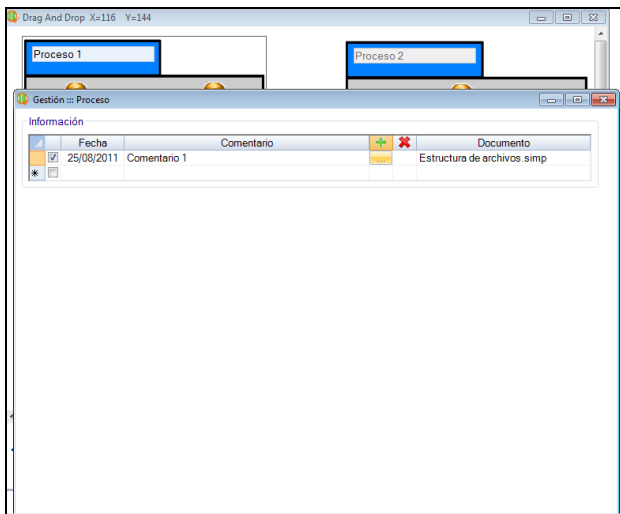 Drag And Drop X=116 Y=144
Proceso 1
Proceso 2
Gestión ::: Proceso
Información
Fecha Comentario Documento
25/08/2011 Comentario 1 ... Estructura de archivos.simp